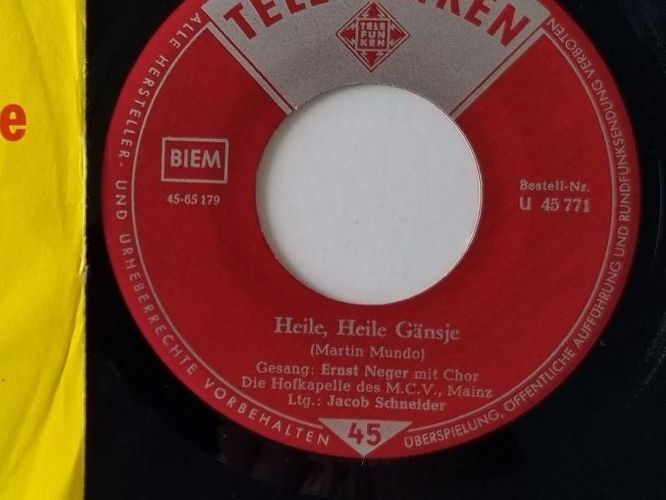 TELEFUNKEN
TELE
FUN
KEN
BIEM
45-65 179
Bestell-Nr.
U 45 771
Heile, Heile Gänsje
(Martin Mundo)
Gesang: Ernst Neger mit Chor
Die Hofkapelle des M.C.V., Mainz
Ltg.: Jacob Schneider
45
ALLE HERSTELLER- UND URHEBERRECHTE VORBEHALTEN
ÜBERSPIELUNG, ÖFFENTLICHE AUFFÜHRUNG UND RUNDFUNKSENDUNG VERBOTEN
e